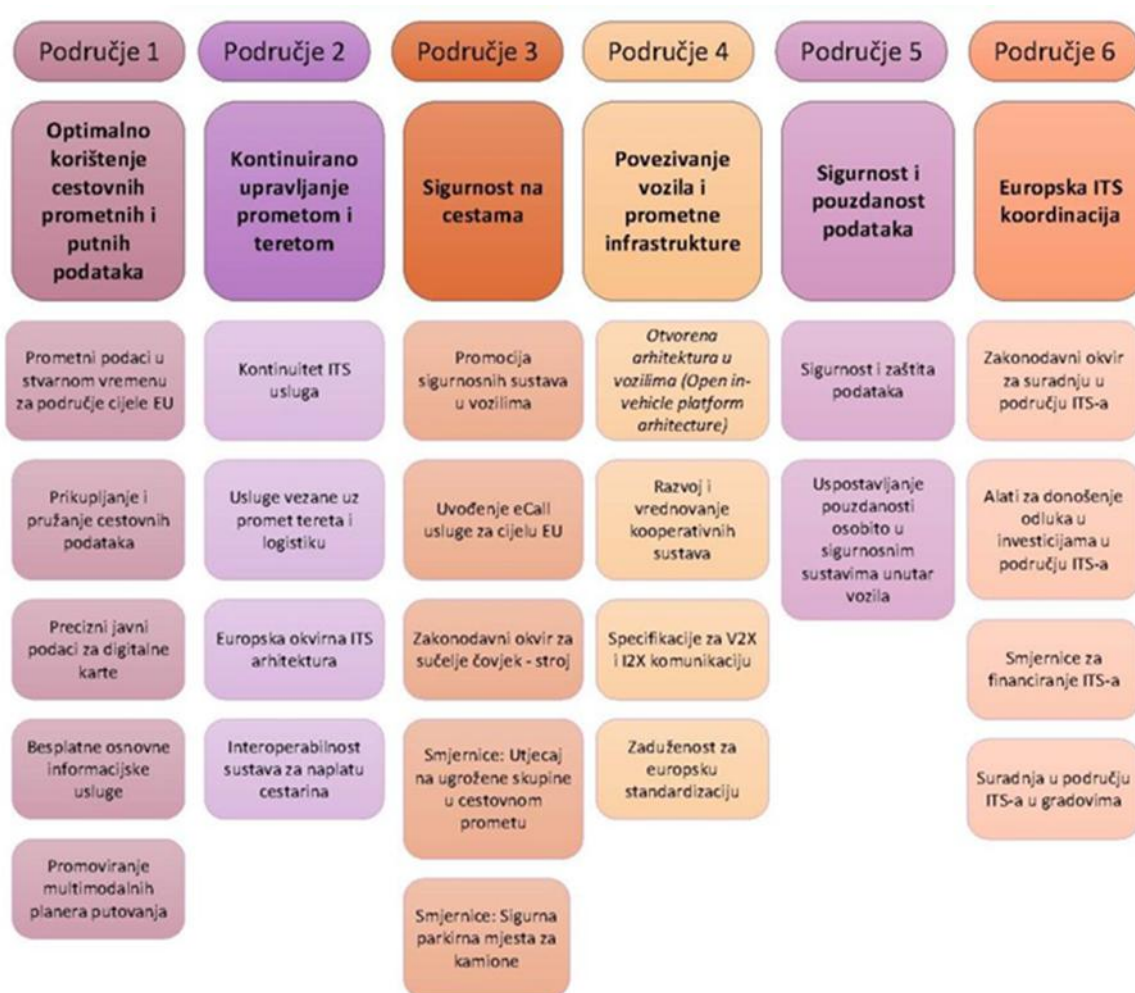 Područje 1
Područje 2
Područje 3
Područje 4
Područje 5
Područje 6
Optimalno
korištenje
cestovnih
prometnih i
putnih
podataka
Kontinuirano
upravljanje
prometom i
teretom
Sigurnost na
cestama
Povezivanje
vozila i
prometne
infrastrukture
Sigurnost i
pouzdanost
podataka
Europska ITS
koordinacija
Prometni podaci u
stvarnom vremenu
za područje cijele EU
Kontinuitet ITS
usluga
Promocija
sigurnosnih sustava
u vozilima
Otvorena
arhitektura u
vozilima (Open in-
vehicle platform
arhitecture)
Sigurnost i zaštita
podataka
Zakonodavni okvir
za suradnju u
području ITS-a
Prikupljanje i
pružanje cestovnih
podataka
Usluge vezane uz
promet tereta i
logistiku
Uvođenje eCall
usluge za cijelu EU
Razvoj i
vrednovanje
kooperativnih
sustava
Uspostavljanje
pouzdanosti
osobito u
sigurnosnim
sustavima unutar
vozila
Alati za donošenje
odluka u
investicijama u
području ITS-a
Precizni javni
podaci za digitalne
karte
Europska okvirna ITS
arhitektura
Zakonodavni okvir za
sučelje čovjek - stroj
Specifikacije za V2X
i I2X komunikaciju
Smjernice za
financiranje ITS-a
Besplatne osnovne
informacijske
usluge
Interoperabilnost
sustava za naplatu
cestarina
Smjernice: Utjecaj
na ugrožene skupine
u cestovnom
prometu
Zaduženost za
europsku
standardizaciju
Suradnja u području
ITS-a u gradovima
Promoviranje
multimodalnih
planera putovanja
Smjernice: Sigurna
parkirna mjesta za
kamione